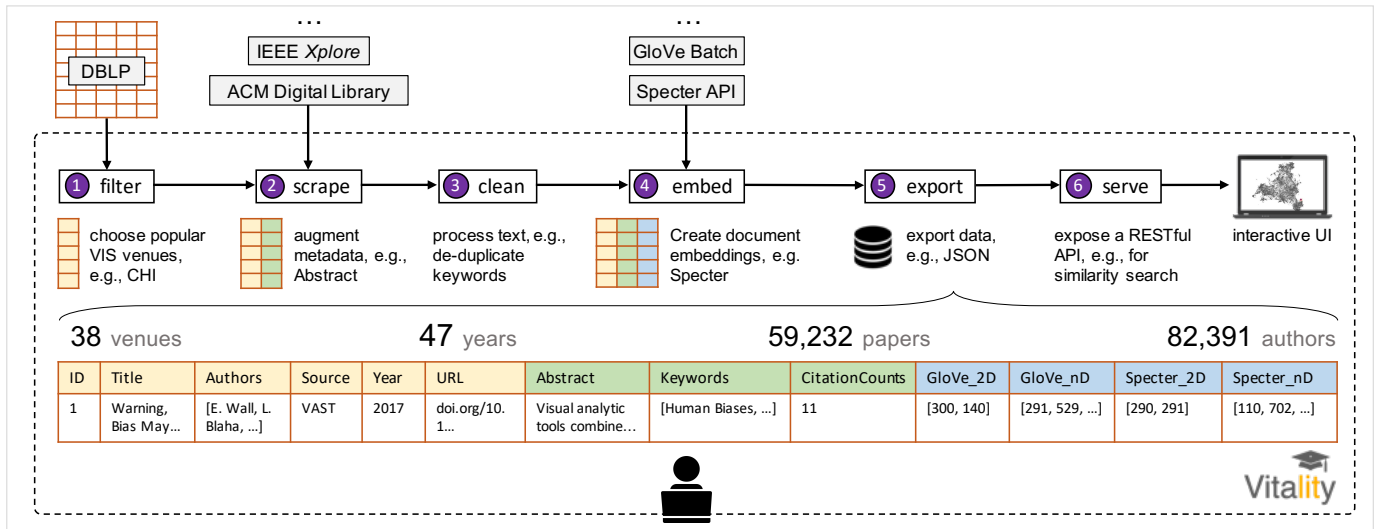 ...
...
DBLP
IEEE Xplore
GloVe Batch
ACM Digital Library
Specter API
1 filter
2 scrape
3 clean
4 embed
5 export
6 serve
choose popular
VIS venues,
e.g., CHI
augment
metadata, e.g.,
Abstract
process text, e.g.,
de-duplicate
keywords
Create document
embeddings, e.g.
Specter
export data,
e.g., JSON
expose a RESTful
API, e.g., for
similarity search
interactive UI
38 venues
47 years
59,232 papers
82,391 authors
ID Title Authors Source Year URL Abstract Keywords CitationCounts GloVe_2D GloVe_nD Specter_2D Specter_nD
1
Warning,
Bias May...
[E. Wall, L.
Blaha, ...]
VAST
2017
doi.org/10.
1...
Visual analytic
tools combine...
[Human Biases, ...]
11
[300, 140]
[291, 529, ...]
[290, 291]
[110, 702, ...]
Vitality